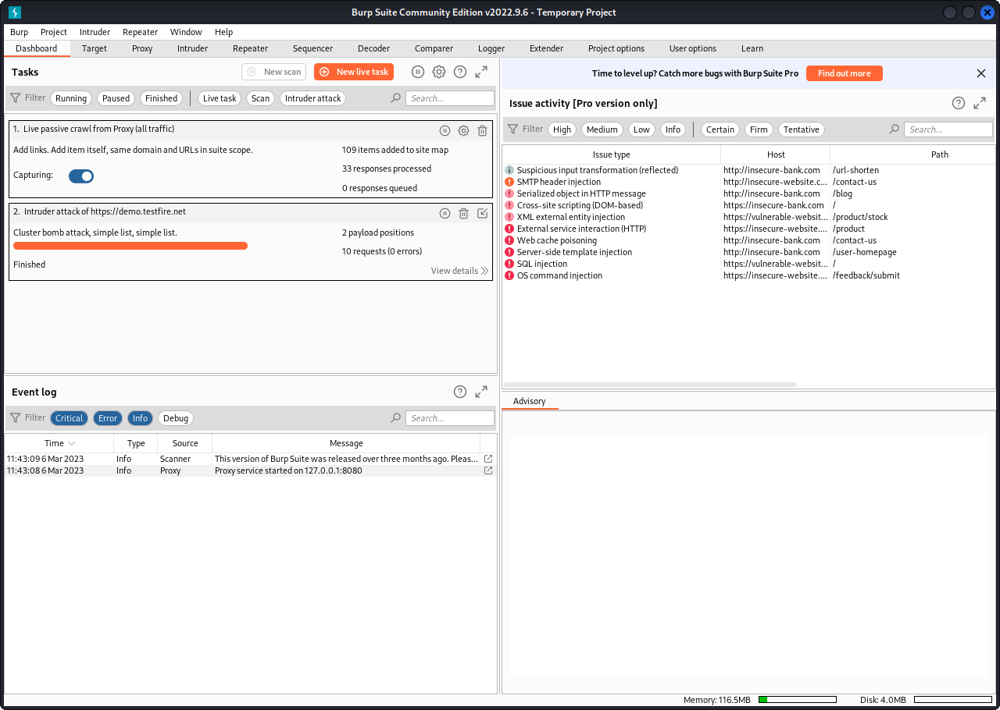 Burp Suite Community Edition v2022.9.6 - Temporary Project
Burp Project Intruder Repeater Window Help
Dashboard Target Proxy Intruder Repeater Sequencer Decoder Comparer Logger Extender Project options User options Learn
Tasks
New scan
New live task
Filter Running Paused Finished Live task Scan Intruder attack Search...
1. Live passive crawl from Proxy (all traffic)
Add links. Add item itself, same domain and URLs in suite scope.
109 items added to site map
Capturing:
33 responses processed
0 responses queued
2. Intruder attack of https://demo.testfire.net
Cluster bomb attack, simple list, simple list.
2 payload positions
10 requests (0 errors)
Finished
View details
Event log
Filter Critical Error Info Debug Search...
Time Type Source Message
11:43:09 6 Mar 2023 Info Scanner This version of Burp Suite was released over three months ago. Pleas...
11:43:08 6 Mar 2023 Info Proxy Proxy service started on 127.0.0.1:8080
Time to level up? Catch more bugs with Burp Suite Pro
Find out more
Issue activity [Pro version only]
Filter High Medium Low Info Certain Firm Tentative Search...
Issue type Host Path
Suspicious input transformation (reflected) http://insecure-bank.com /url-shorten
SMTP header injection http://insecure-website.c... /contact-us
Serialized object in HTTP message http://insecure-bank.com /blog
Cross-site scripting (DOM-based) https://insecure-bank.com /
XML external entity injection https://vulnerable-websit... /product/stock
External service interaction (HTTP) https://insecure-website.... /product
Web cache poisoning http://insecure-bank.com /contact-us
Server-side template injection http://insecure-bank.com /user-homepage
SQL injection https://vulnerable-websit... /
OS command injection https://insecure-website.... /feedback/submit
Advisory
Memory: 116.5MB
Disk: 4.0MB